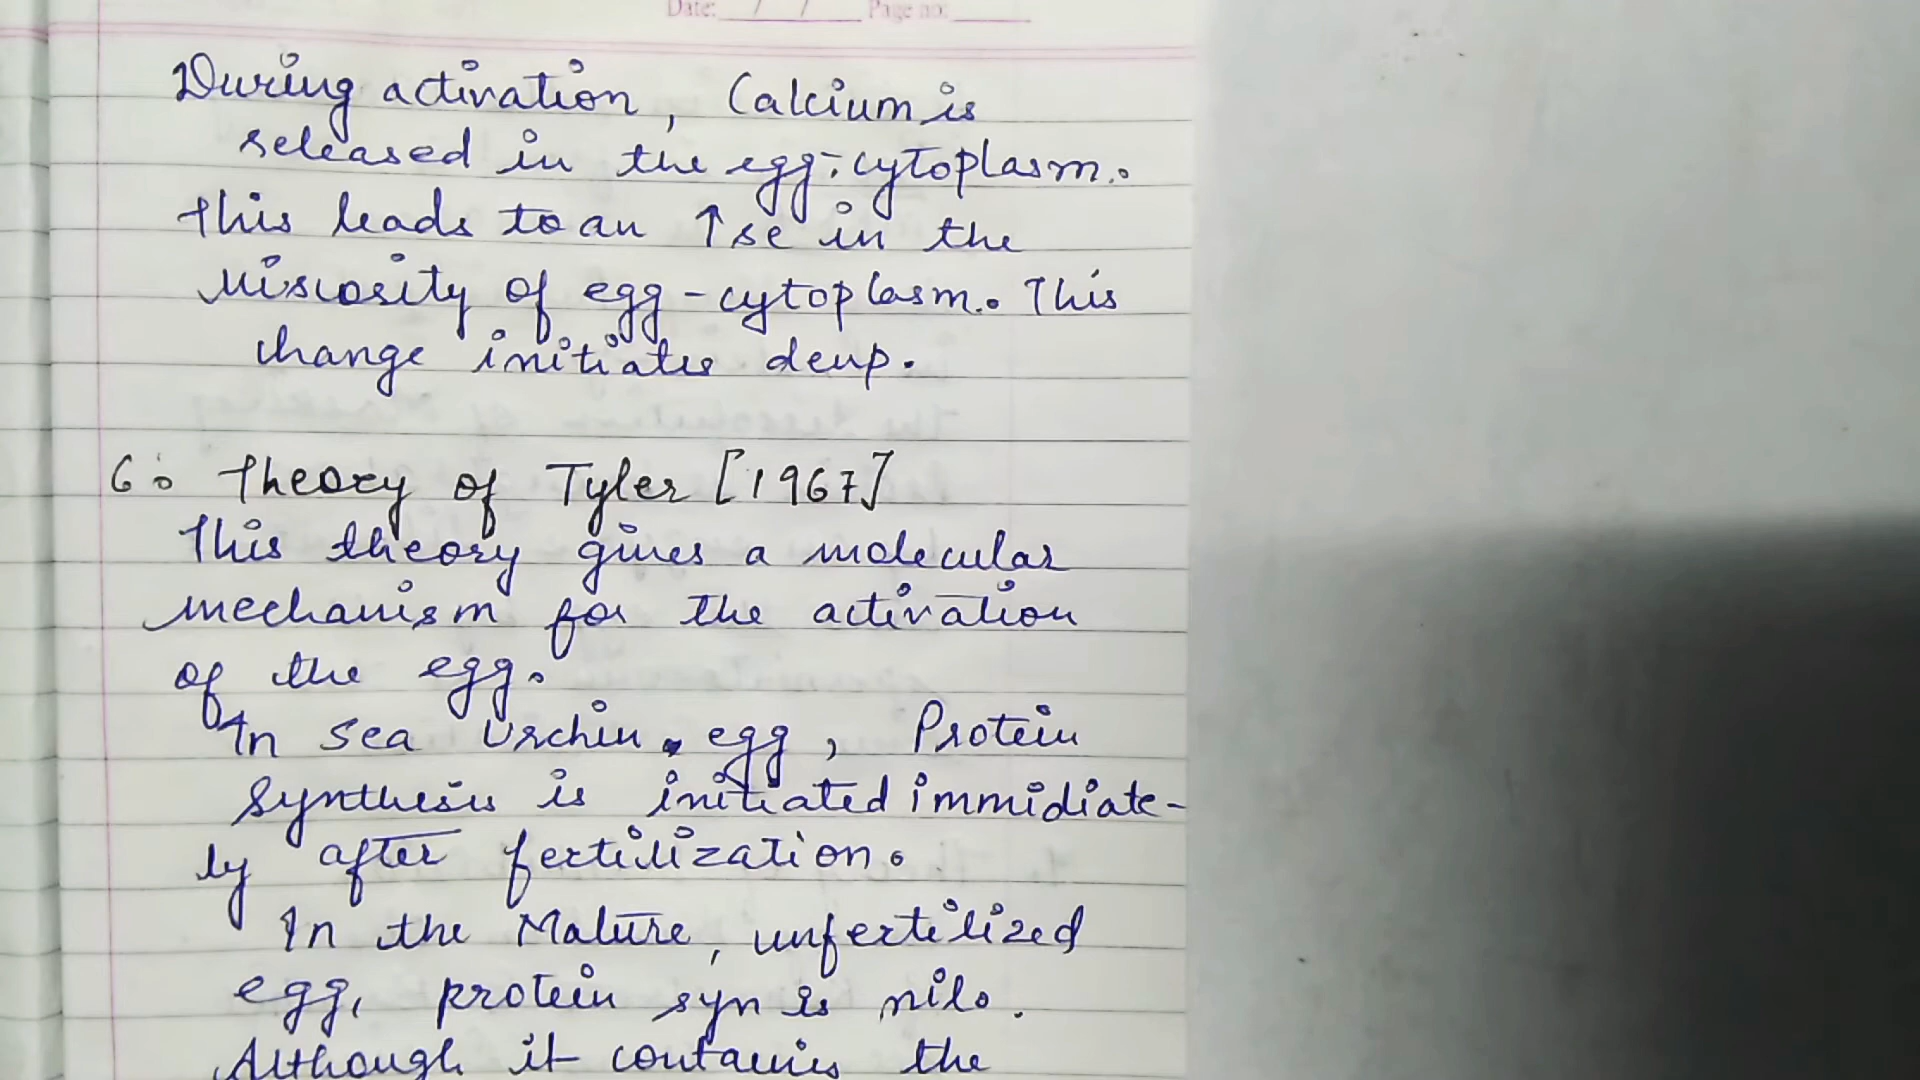 Date: / / Page no:
During activation, Calcium is
released in the egg-cytoplasm.
This leads to an ↑se in the
viscosity of egg-cytoplasm. This
change initiates devp.
6: Theory of Tyler [1967]
This theory gives a molecular
mechanism for the activation
of the egg.
In sea Urchin egg, Protein
Synthesis is initiated immidiate-
ly after fertilization.
In the Mature, unfertilized
egg, protein syn is nil.
Although it contains the